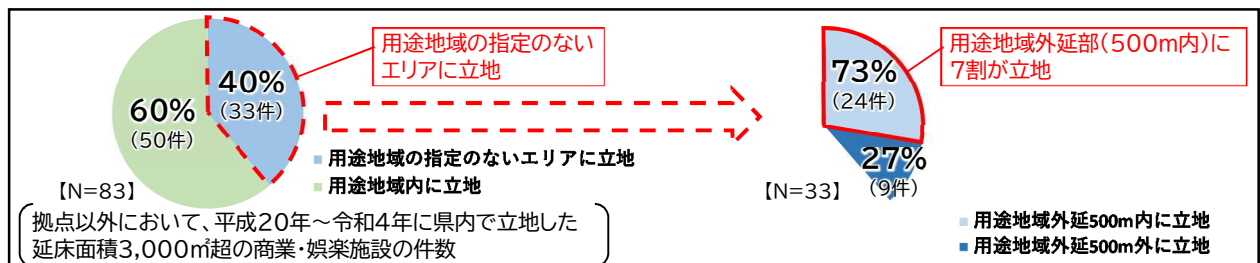 用途地域の指定のない
エリアに立地
40%
(33件)
60%
(50件)
【N=83】
用途地域の指定のないエリアに立地
用途地域内に立地
拠点以外において、平成20年～令和4年に県内で立地した
延床面積3,000㎡超の商業・娯楽施設の件数
用途地域外延部(500m内)に
7割が立地
73%
(24件)
27%
(9件)
【N=33】
用途地域外延500m内に立地
用途地域外延500m外に立地